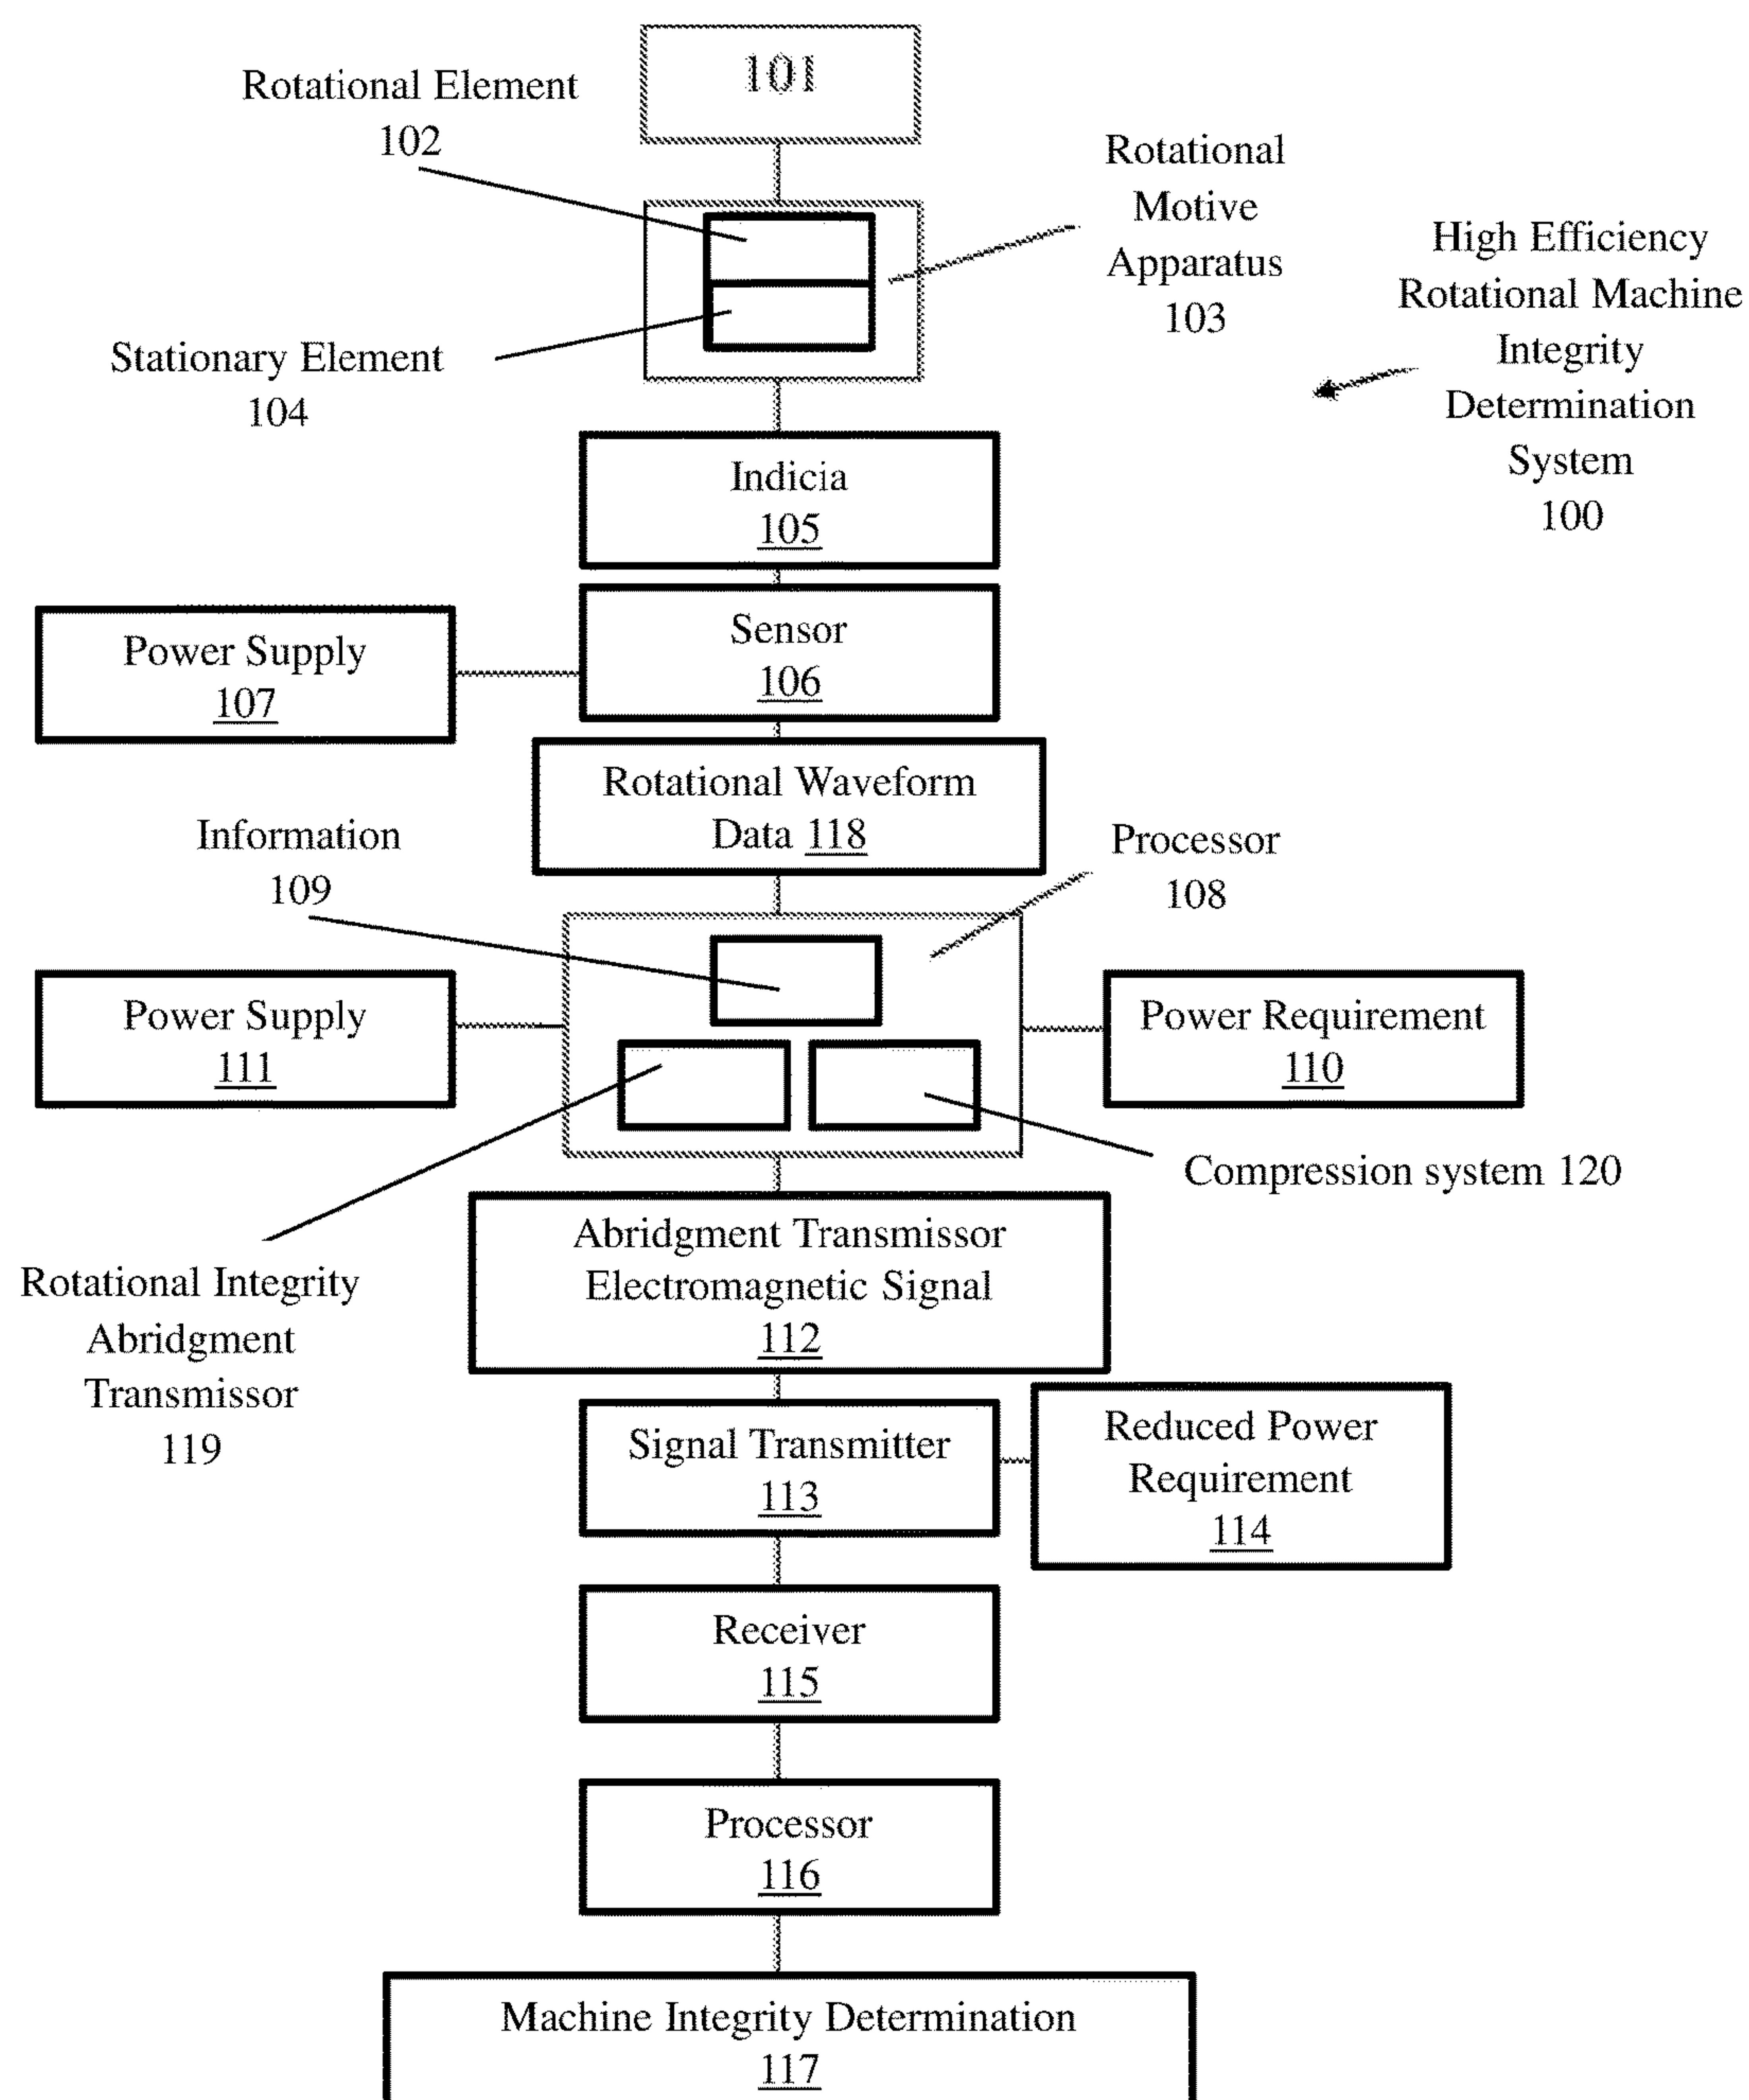 101
Rotational Element
102
Rotational
Motive
Apparatus
103
High Efficiency
Rotational Machine
Integrity
Determination
System
100
Stationary Element
104
Indicia
105
Sensor
106
Power Supply
107
Rotational Waveform
Data 118
Information
109
Processor
108
Power Supply
111
Power Requirement
110
Compression system 120
Abridgment Transmissor
Electromagnetic Signal
112
Rotational Integrity
Abridgment
Transmissor
119
Signal Transmitter
113
Reduced Power
Requirement
114
Receiver
115
Processor
116
Machine Integrity Determination
117